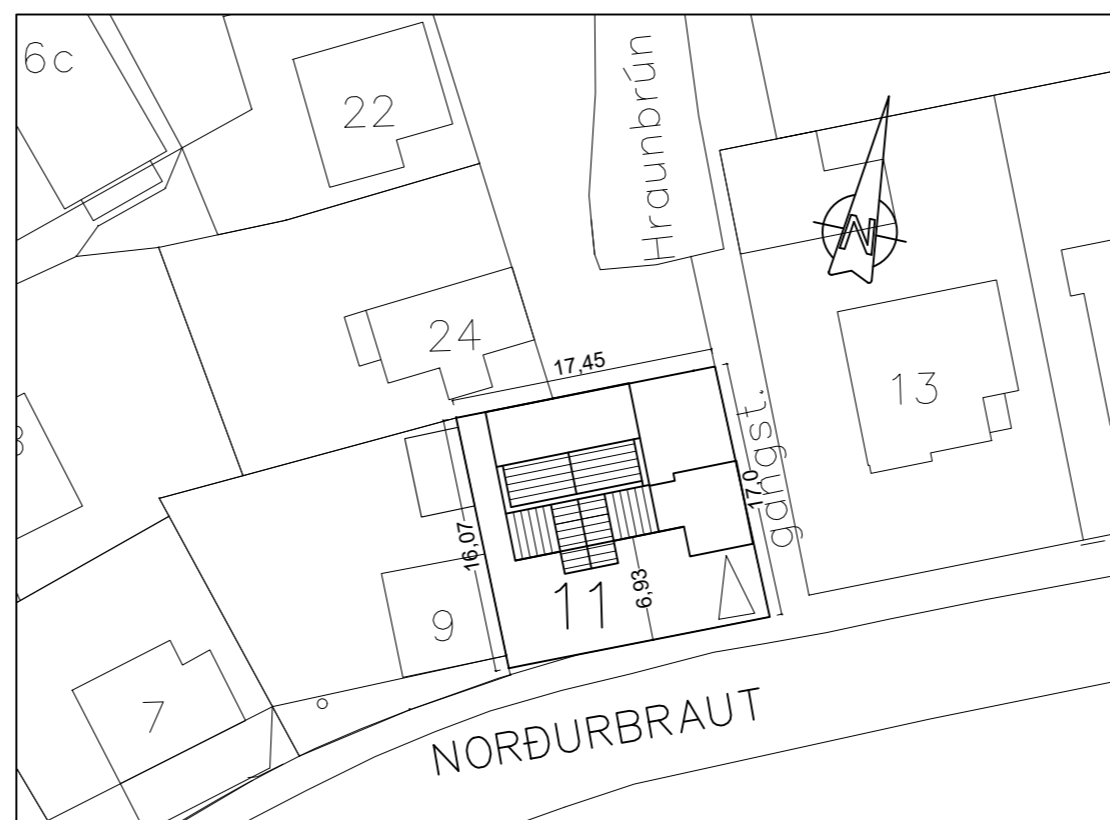 6c
22
Hraunbrún
N
24
17,45
13
gangst.
17,0
16,07
11
6,93
9
7
NORÐURBRAUT